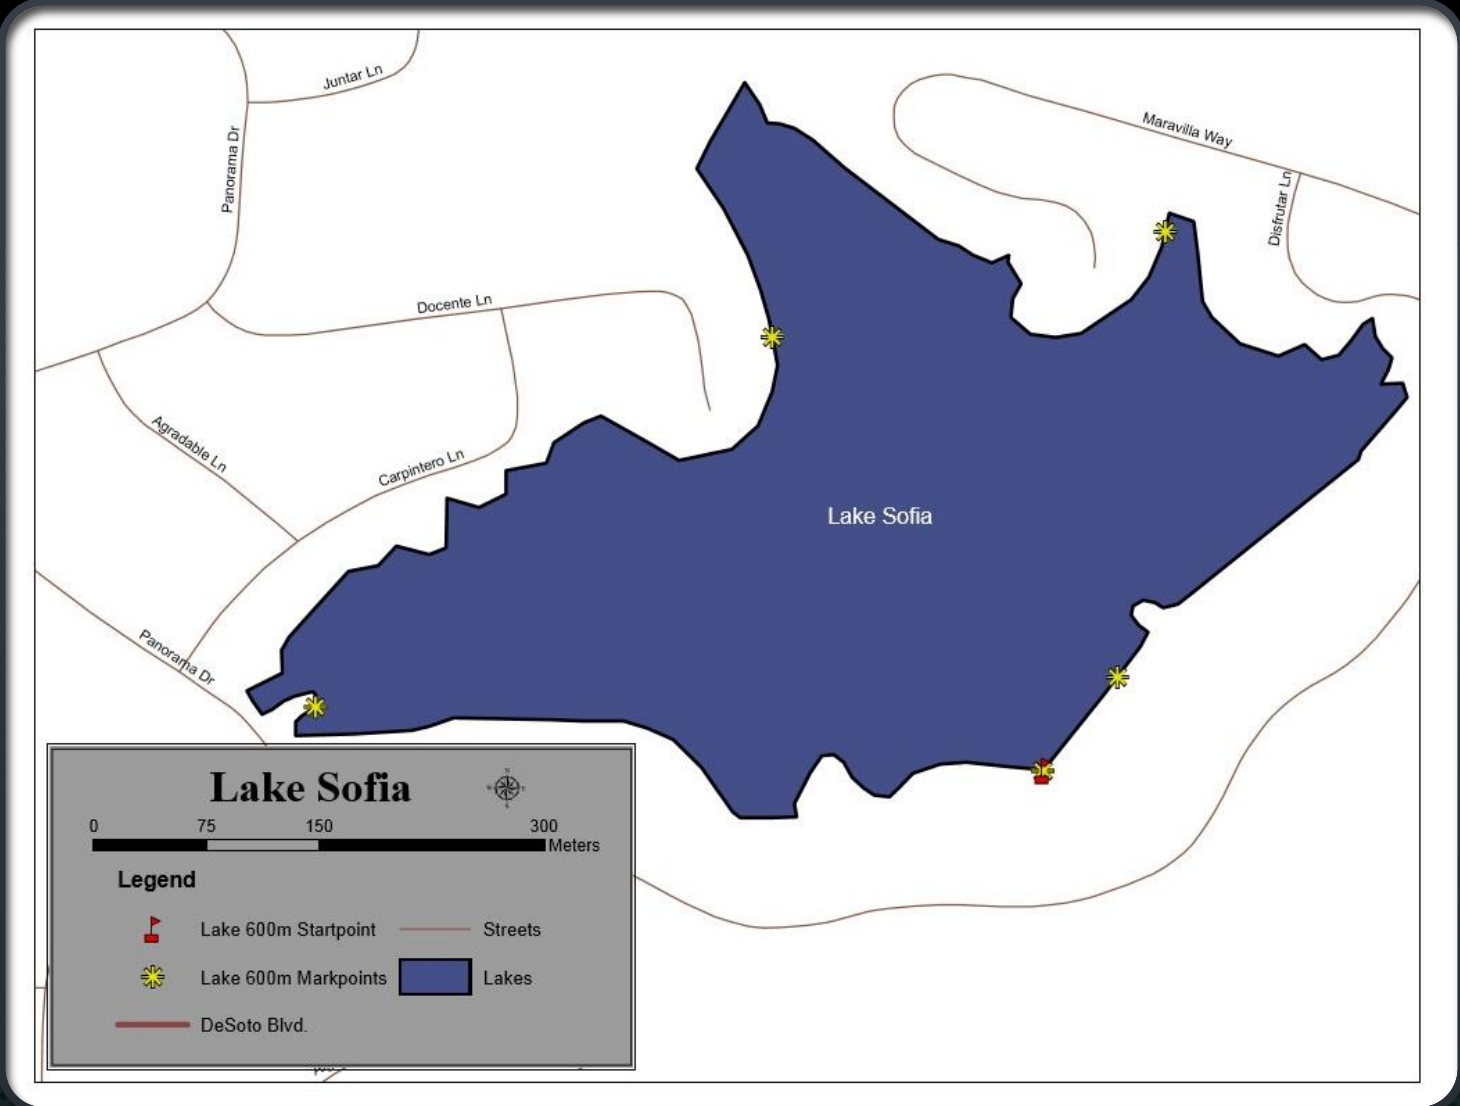 Juntar Ln
Panorama Dr
Maravilla Way
Disfrutar Ln
Docente Ln
Agradable Ln
Carpintero Ln
Lake Sofia
Panorama Dr
Lake Sofia
N
W E
S
0 75 150 300
Meters
Legend
Lake 600m Startpoint Streets
Lake 600m Markpoints Lakes
DeSoto Blvd.